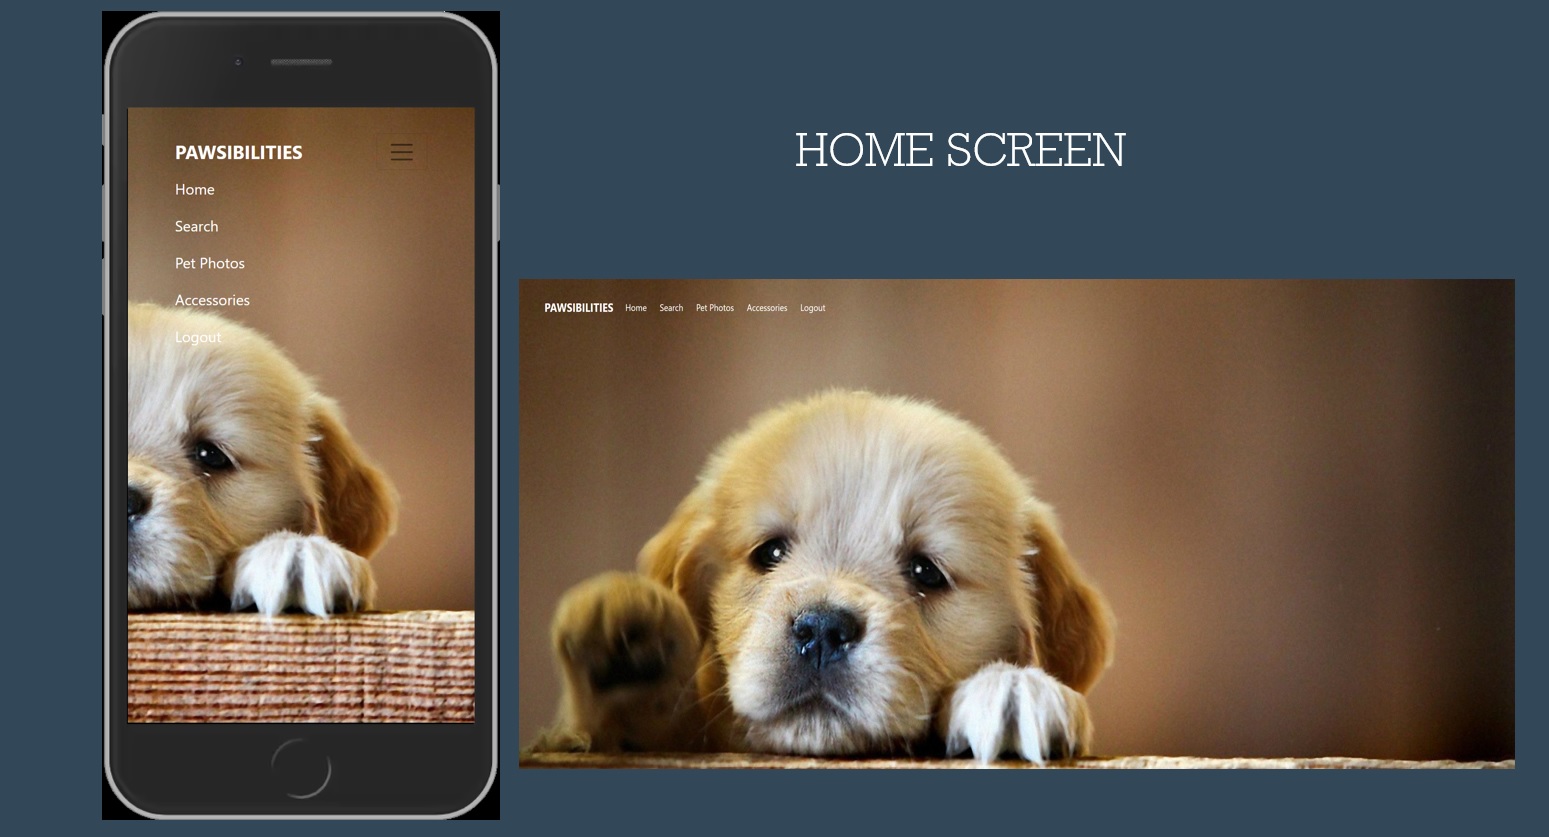 HOME SCREEN
PAWSIBILITIES
Home
Search
Pet Photos
Accessories
Logout
PAWSIBILITIES Home Search Pet Photos Accessories Logout